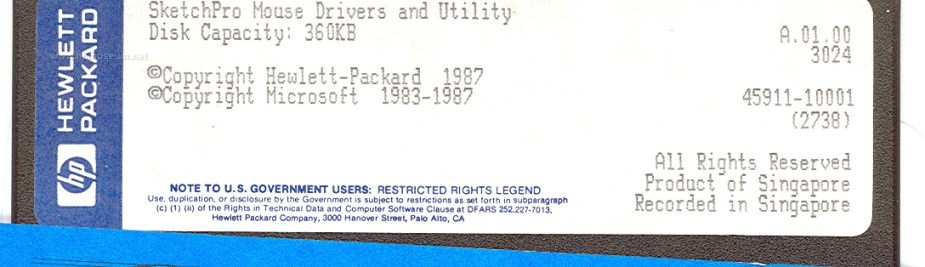 HEWLETT
PACKARD
hp
SketchPro Mouse Drivers and Utility
Disk Capacity: 360KB
A.01.00
3024
©Copyright Hewlett-Packard 1987
©Copyright Microsoft 1983-1987
45911-10001
(2738)
All Rights Reserved
Product of Singapore
Recorded in Singapore
NOTE TO U.S. GOVERNMENT USERS: RESTRICTED RIGHTS LEGEND
Use, duplication, or disclosure by the Government is subject to restrictions as set forth in subparagraph
(c) (1) (ii) of the Rights in Technical Data and Computer Software Clause at DFARS 252.227-7013.
Hewlett Packard Company, 3000 Hanover Street, Palo Alto, CA